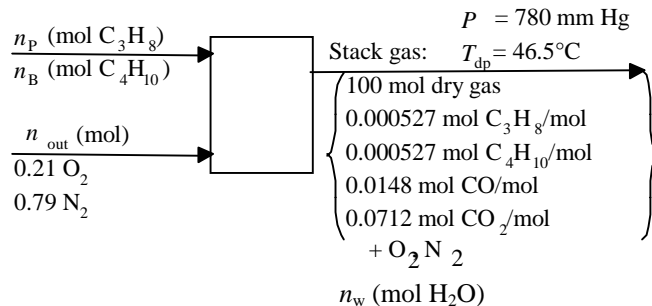 n_P (mol C_3H_8)
n_B (mol C_4H_10)
n_out (mol)
0.21 O_2
0.79 N_2
P = 780 mm Hg
Stack gas: T_dp = 46.5°C
100 mol dry gas
0.000527 mol C_3H_8/mol
0.000527 mol C_4H_10/mol
0.0148 mol CO/mol
0.0712 mol CO_2/mol
+ O_2, N_2
n_w (mol H_2O)